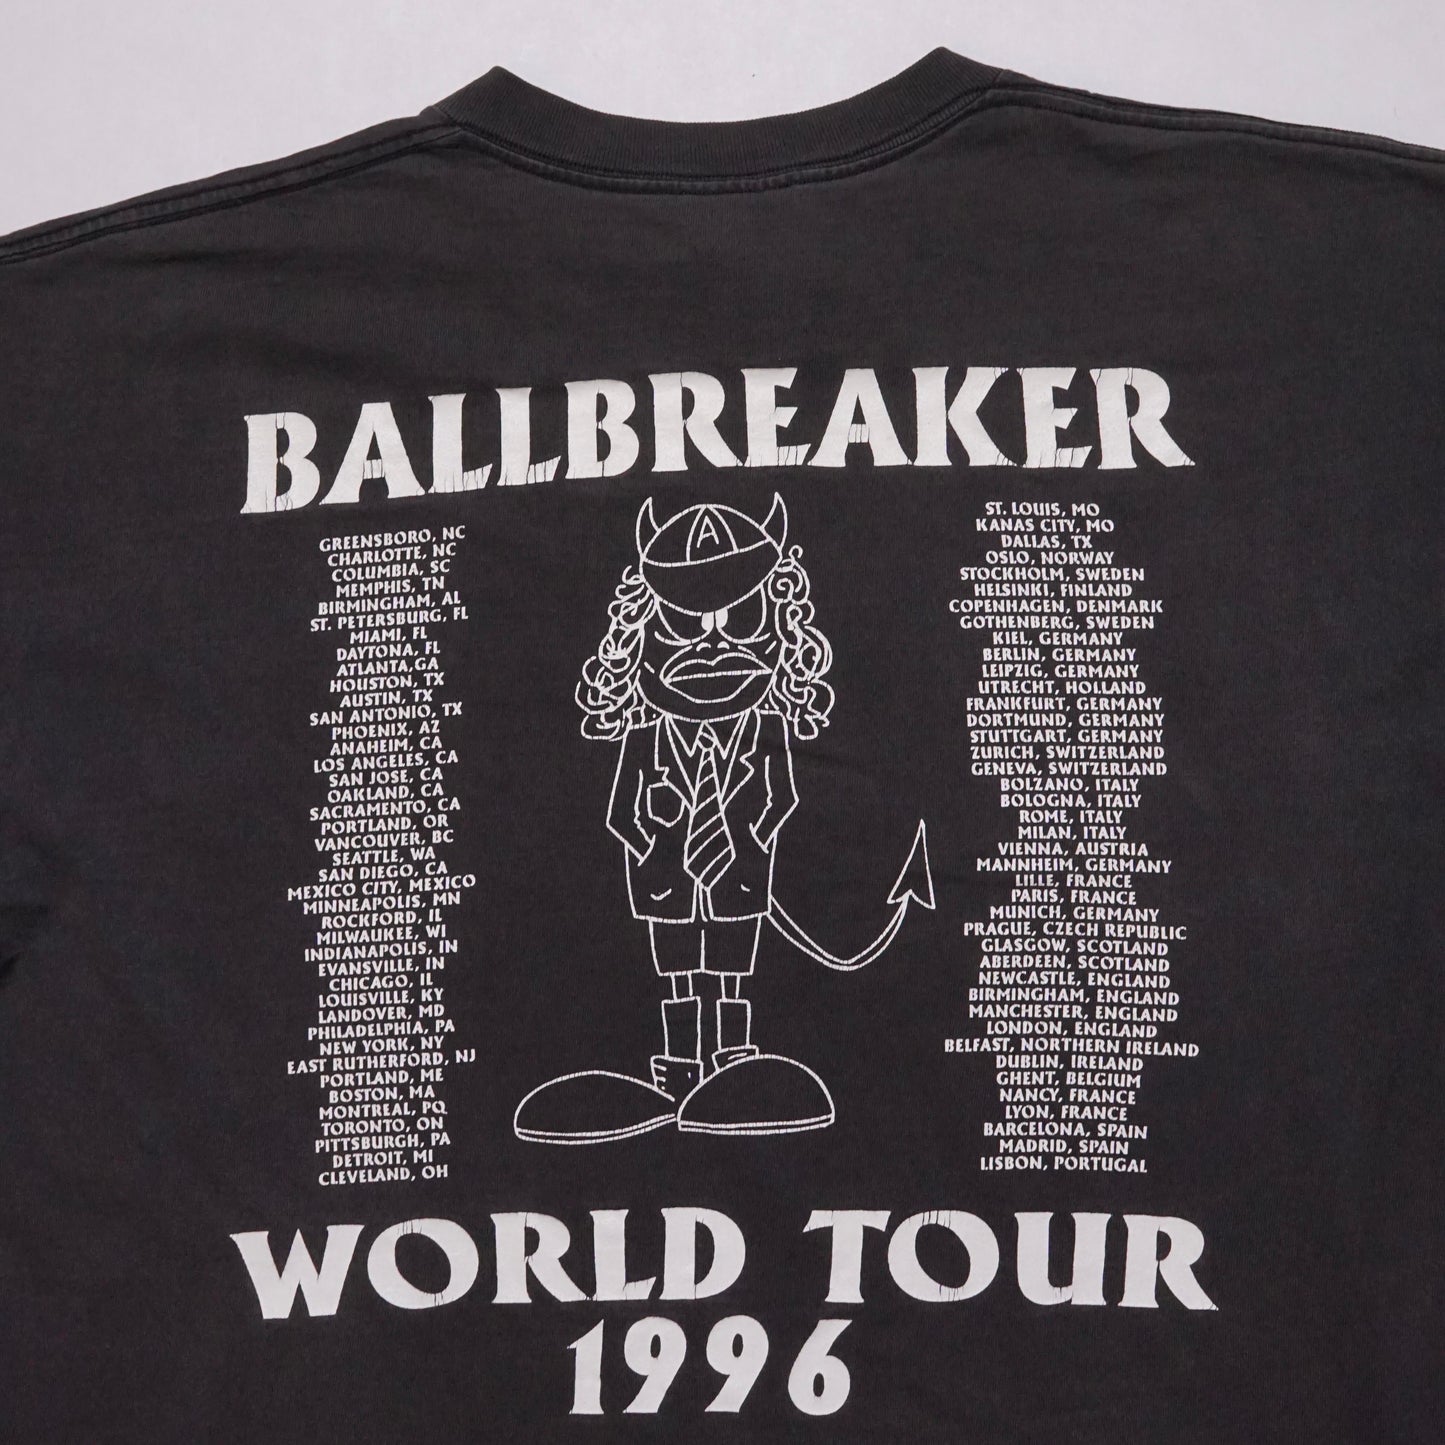 BALLBREAKER
GREENSBORO, NC
CHARLOTTE, NC
COLUMBIA, SC
MEMPHIS, TN
BIRMINGHAM, AL
ST. PETERSBURG, FL
MIAMI, FL
DAYTONA, FL
ATLANTA,GA
HOUSTON, TX
AUSTIN, TX
SAN ANTONIO, TX
PHOENIX, AZ
ANAHEIM, CA
LOS ANGELES, CA
SAN JOSE, CA
OAKLAND, CA
SACRAMENTO, CA
PORTLAND, OR
VANCOUVER, BC
SEATTLE, WA
SAN DIEGO, CA
MEXICO CITY, MEXICO
MINNEAPOLIS, MN
ROCKFORD, IL
MILWAUKEE, WI
INDIANAPOLIS, IN
EVANSVILLE, IN
CHICAGO, IL
LOUISVILLE, KY
LANDOVER, MD
PHILADELPHIA, PA
NEW YORK, NY
EAST RUTHERFORD, NJ
PORTLAND, ME
BOSTON, MA
MONTREAL, PQ
TORONTO, ON
PITTSBURGH, PA
DETROIT, MI
CLEVELAND, OH
A
ST. LOUIS, MO
KANAS CITY, MO
DALLAS, TX
OSLO, NORWAY
STOCKHOLM, SWEDEN
HELSINKI, FINLAND
COPENHAGEN, DENMARK
GOTHENBERG, SWEDEN
KIEL, GERMANY
BERLIN, GERMANY
LEIPZIG, GERMANY
UTRECHT, HOLLAND
FRANKFURT, GERMANY
DORTMUND, GERMANY
STUTTGART, GERMANY
ZURICH, SWITZERLAND
GENEVA, SWITZERLAND
BOLZANO, ITALY
BOLOGNA, ITALY
ROME, ITALY
MILAN, ITALY
VIENNA, AUSTRIA
MANNHEIM, GERMANY
LILLE, FRANCE
PARIS, FRANCE
MUNICH, GERMANY
PRAGUE, CZECH REPUBLIC
GLASGOW, SCOTLAND
ABERDEEN, SCOTLAND
NEWCASTLE, ENGLAND
BIRMINGHAM, ENGLAND
MANCHESTER, ENGLAND
LONDON, ENGLAND
BELFAST, NORTHERN IRELAND
DUBLIN, IRELAND
GHENT, BELGIUM
NANCY, FRANCE
LYON, FRANCE
BARCELONA, SPAIN
MADRID, SPAIN
LISBON, PORTUGAL
WORLD TOUR
1996